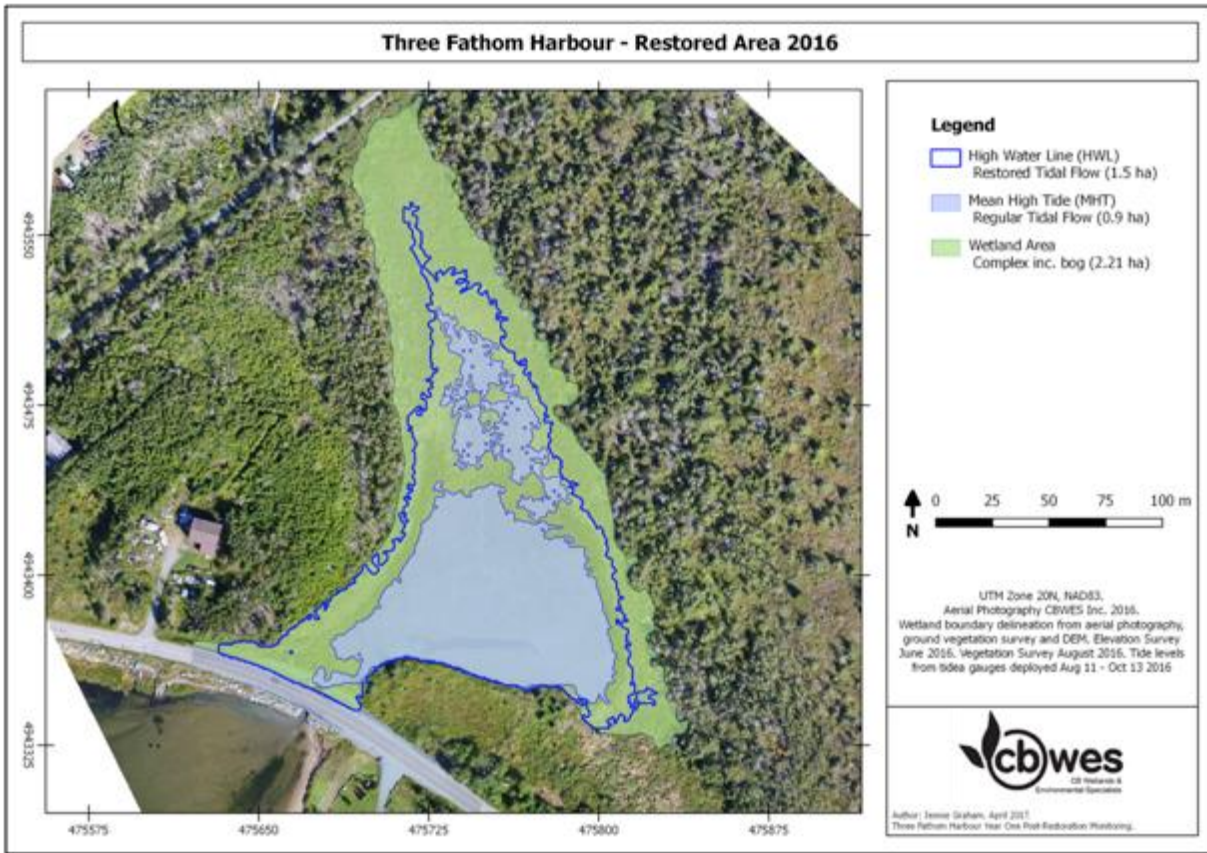 Three Fathom Harbour - Restored Area 2016
Legend
High Water Line (HWL)
Restored Tidal Flow (1.5 ha)
Mean High Tide (MHT)
Regular Tidal Flow (0.9 ha)
Wetland Area
Complex inc. bog (2.21 ha)
4943550
4943475
4943400
4943325
475575
475650
475725
475800
475875
0 25 50 75 100 m
N
UTM Zone 20N, NAD83.
Aerial Photography CBWES Inc. 2016.
Wetland boundary delineation from aerial photography,
ground vegetation survey and DEM. Elevation Survey
June 2016. Vegetation Survey August 2016. Tide levels
from tidea gauges deployed Aug 11 - Oct 13 2016
cbwes
CB Wetlands &
Environmental Specialists
Author: Jennie Graham, April 2017.
Three Fathom Harbour Year One Post-Restoration Monitoring.